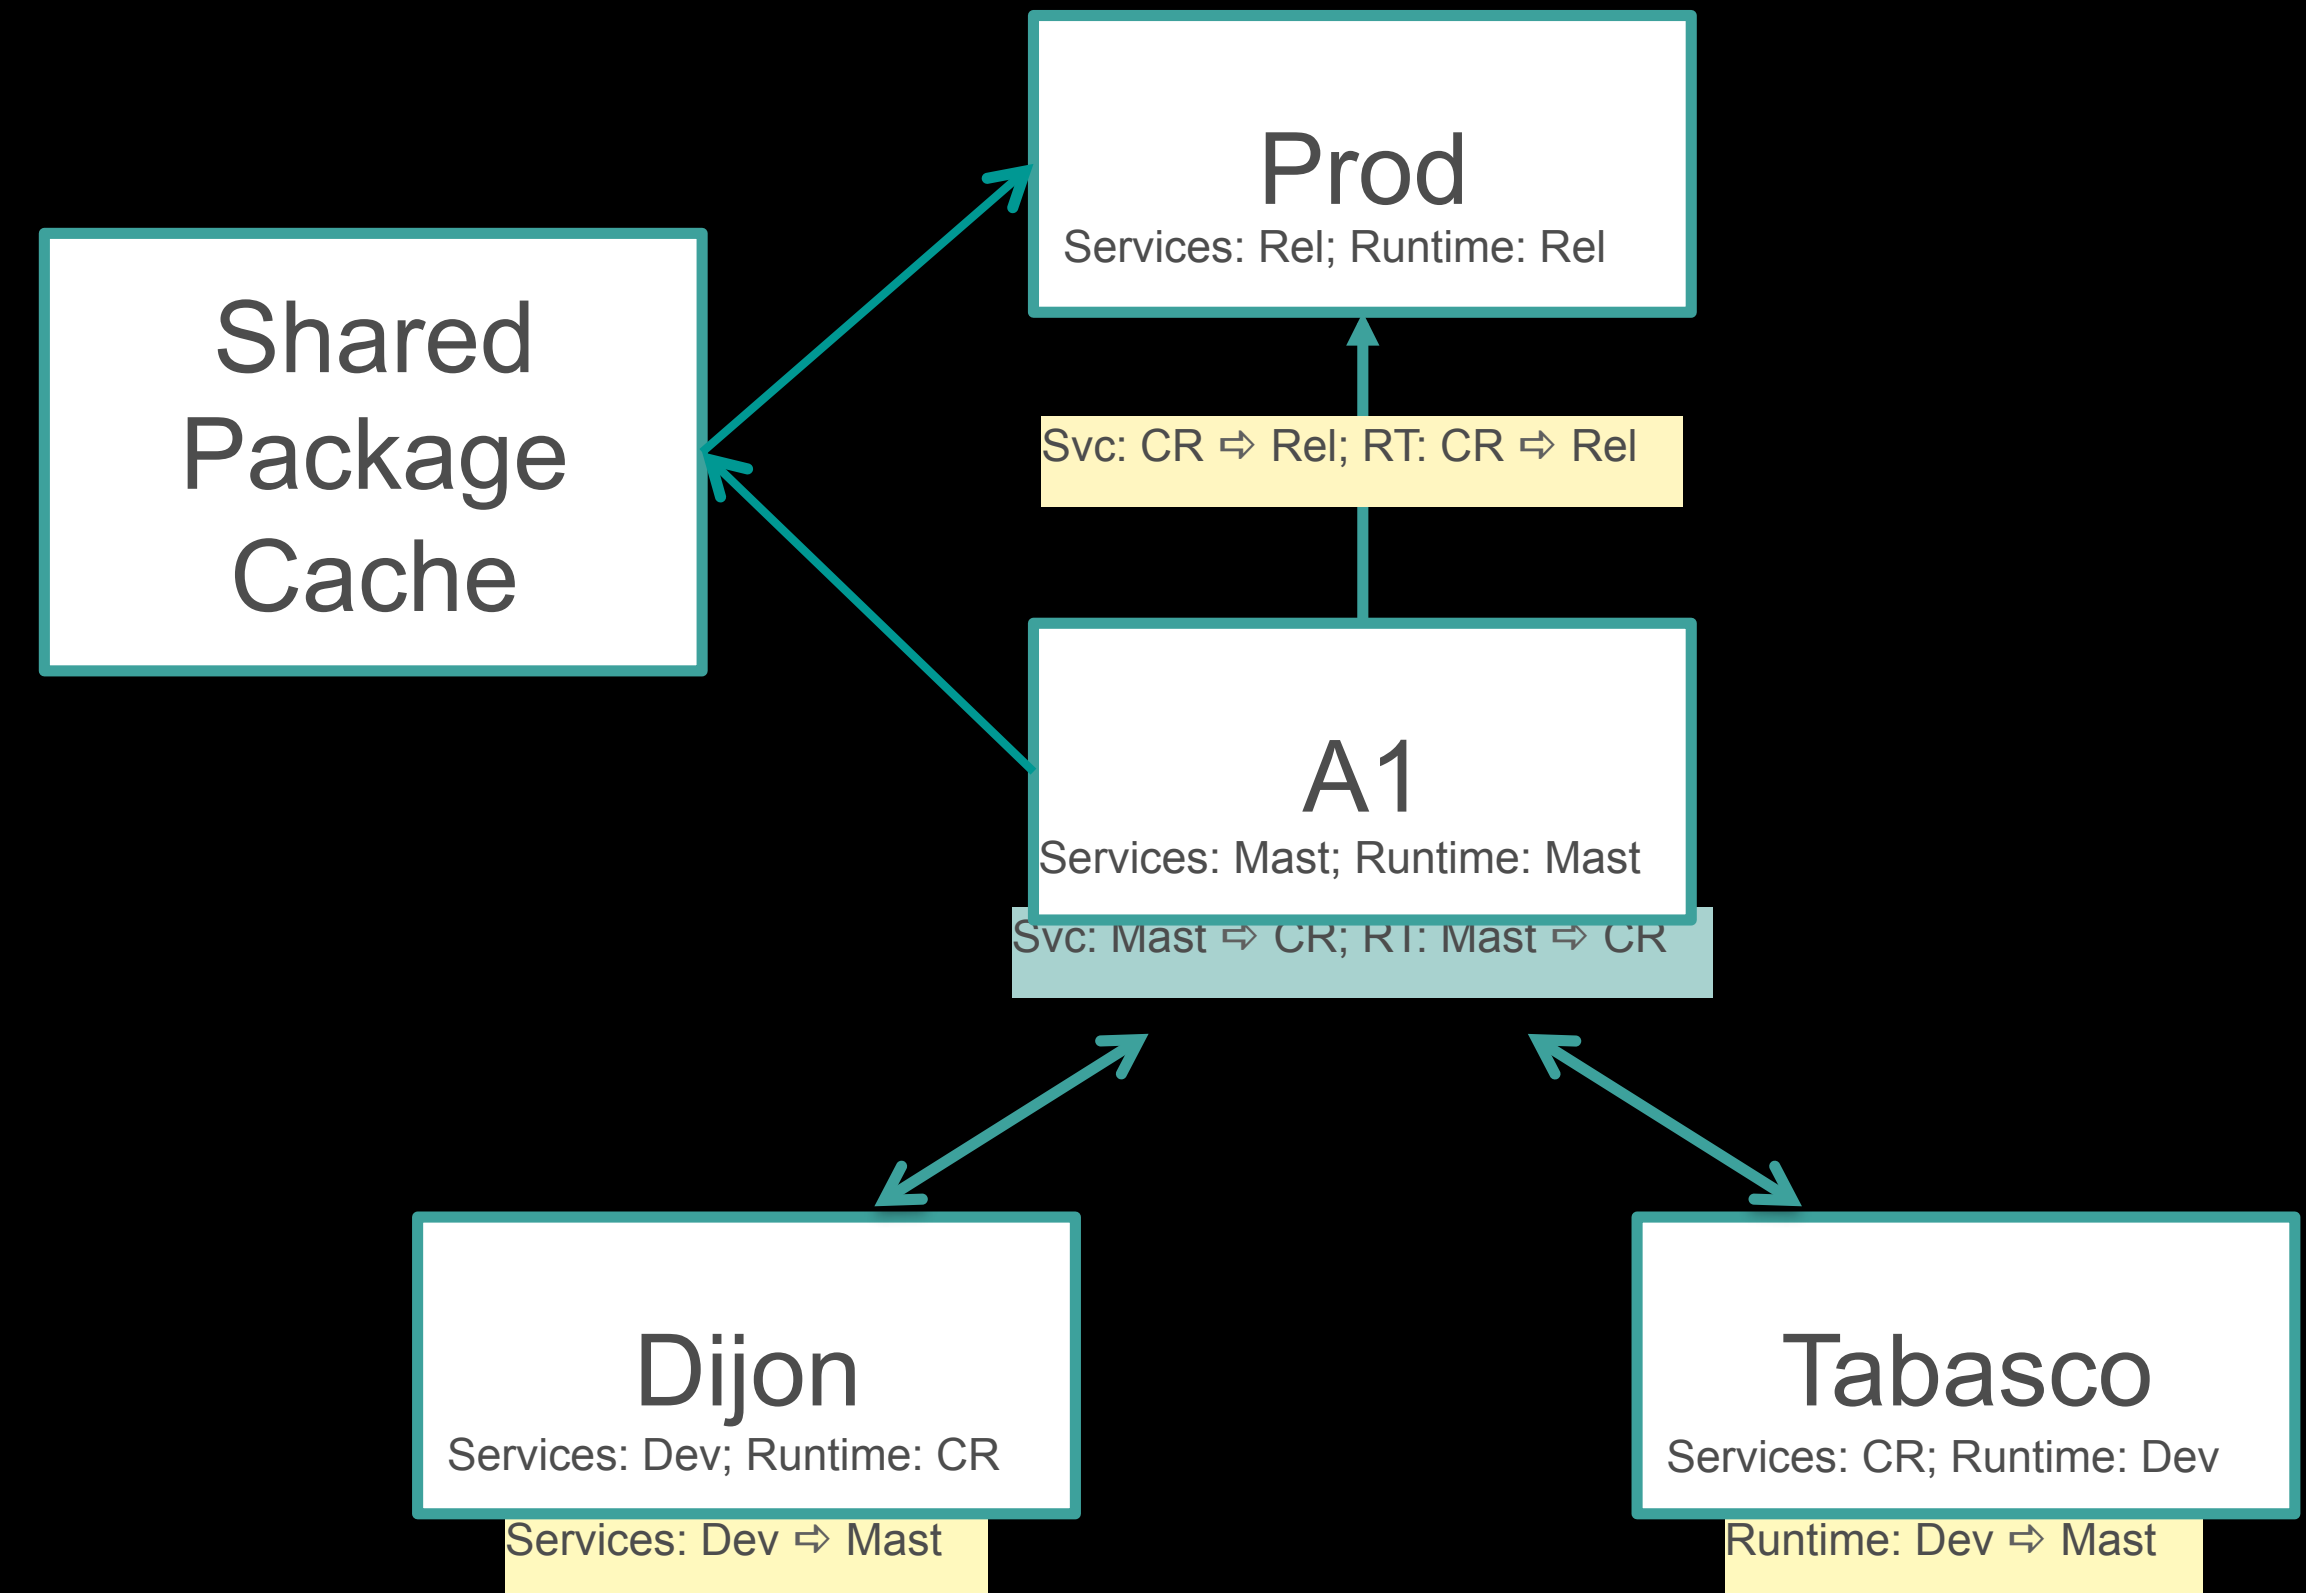 Prod
Services: Rel; Runtime: Rel
Shared
Package
Cache
Svc: CR ⇨ Rel; RT: CR ⇨ Rel
A1
Services: Mast; Runtime: Mast
Svc: Mast ⇨ CR; RT: Mast ⇨ CR
Dijon
Services: Dev; Runtime: CR
Services: Dev ⇨ Mast
Tabasco
Services: CR; Runtime: Dev
Runtime: Dev ⇨ Mast